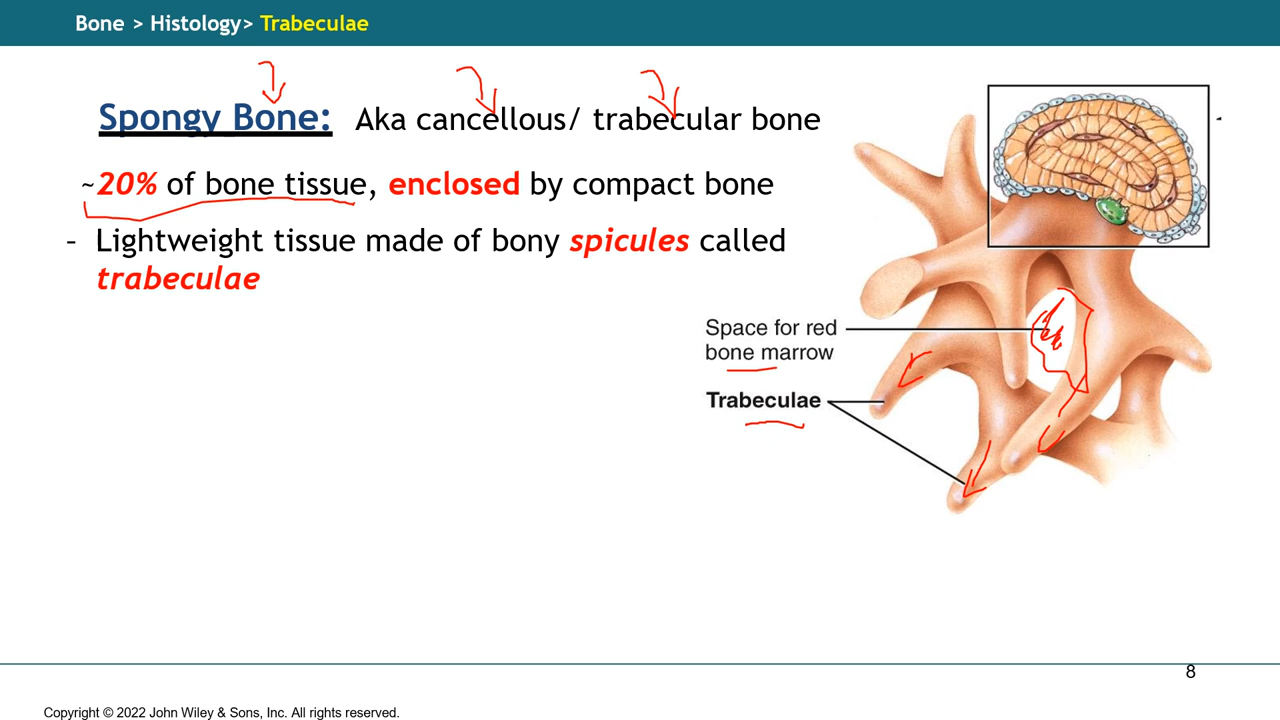 Bone > Histology> Trabeculae
Spongy Bone: Aka cancellous/ trabecular bone
~20% of bone tissue, enclosed by compact bone
- Lightweight tissue made of bony spicules called
trabeculae
Space for red
bone marrow
Trabeculae
8
Copyright © 2022 John Wiley & Sons, Inc. All rights reserved.